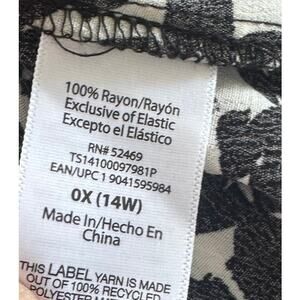 100% Rayon/Rayón
Exclusive of Elastic
Excepto el Elástico
RN# 52469
TS14100097981P
EAN/UPC 1 9041595984
0X (14W)
Made In/Hecho En
China
THIS LABEL YARN IS MADE
OUT OF 100% RECYCLED
POLYESTER